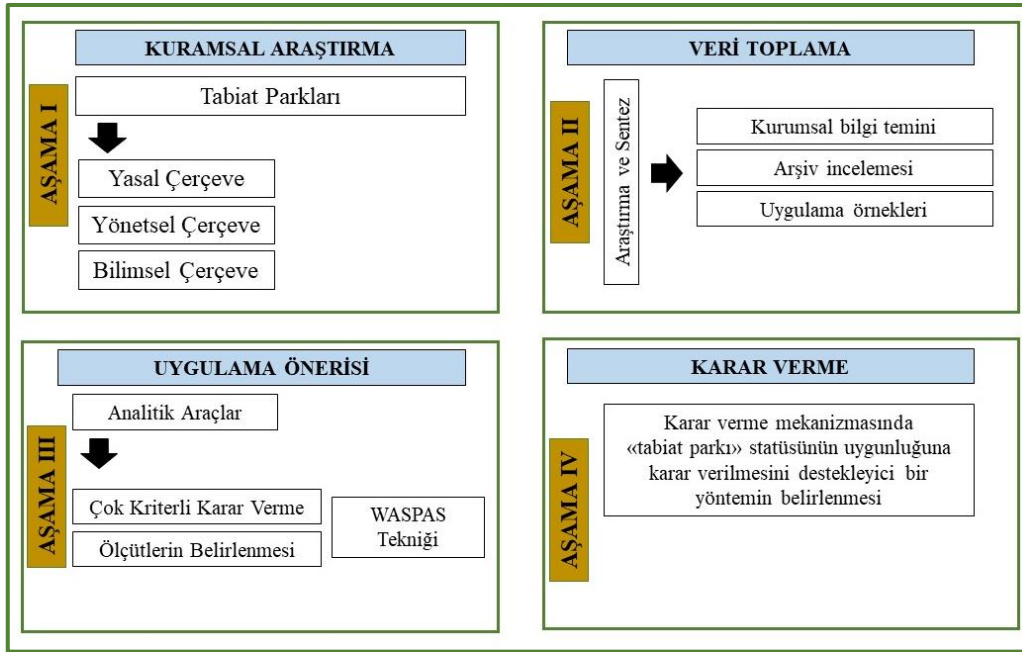 KURAMSAL ARAŞTIRMA
AŞAMA I
Tabiat Parkları
Yasal Çerçeve
Yönetsel Çerçeve
Bilimsel Çerçeve
VERİ TOPLAMA
AŞAMA II
Araştırma ve Sentez
Kurumsal bilgi temini
Arşiv incelemesi
Uygulama örnekleri
UYGULAMA ÖNERİSİ
AŞAMA III
Analitik Araçlar
Çok Kriterli Karar Verme
Ölçütlerin Belirlenmesi
WASPAS
Tekniği
KARAR VERME
AŞAMA IV
Karar verme mekanizmasında
«tabiat parkı» statüsünün uygunluğuna
karar verilmesini destekleyici bir
yöntemin belirlenmesi